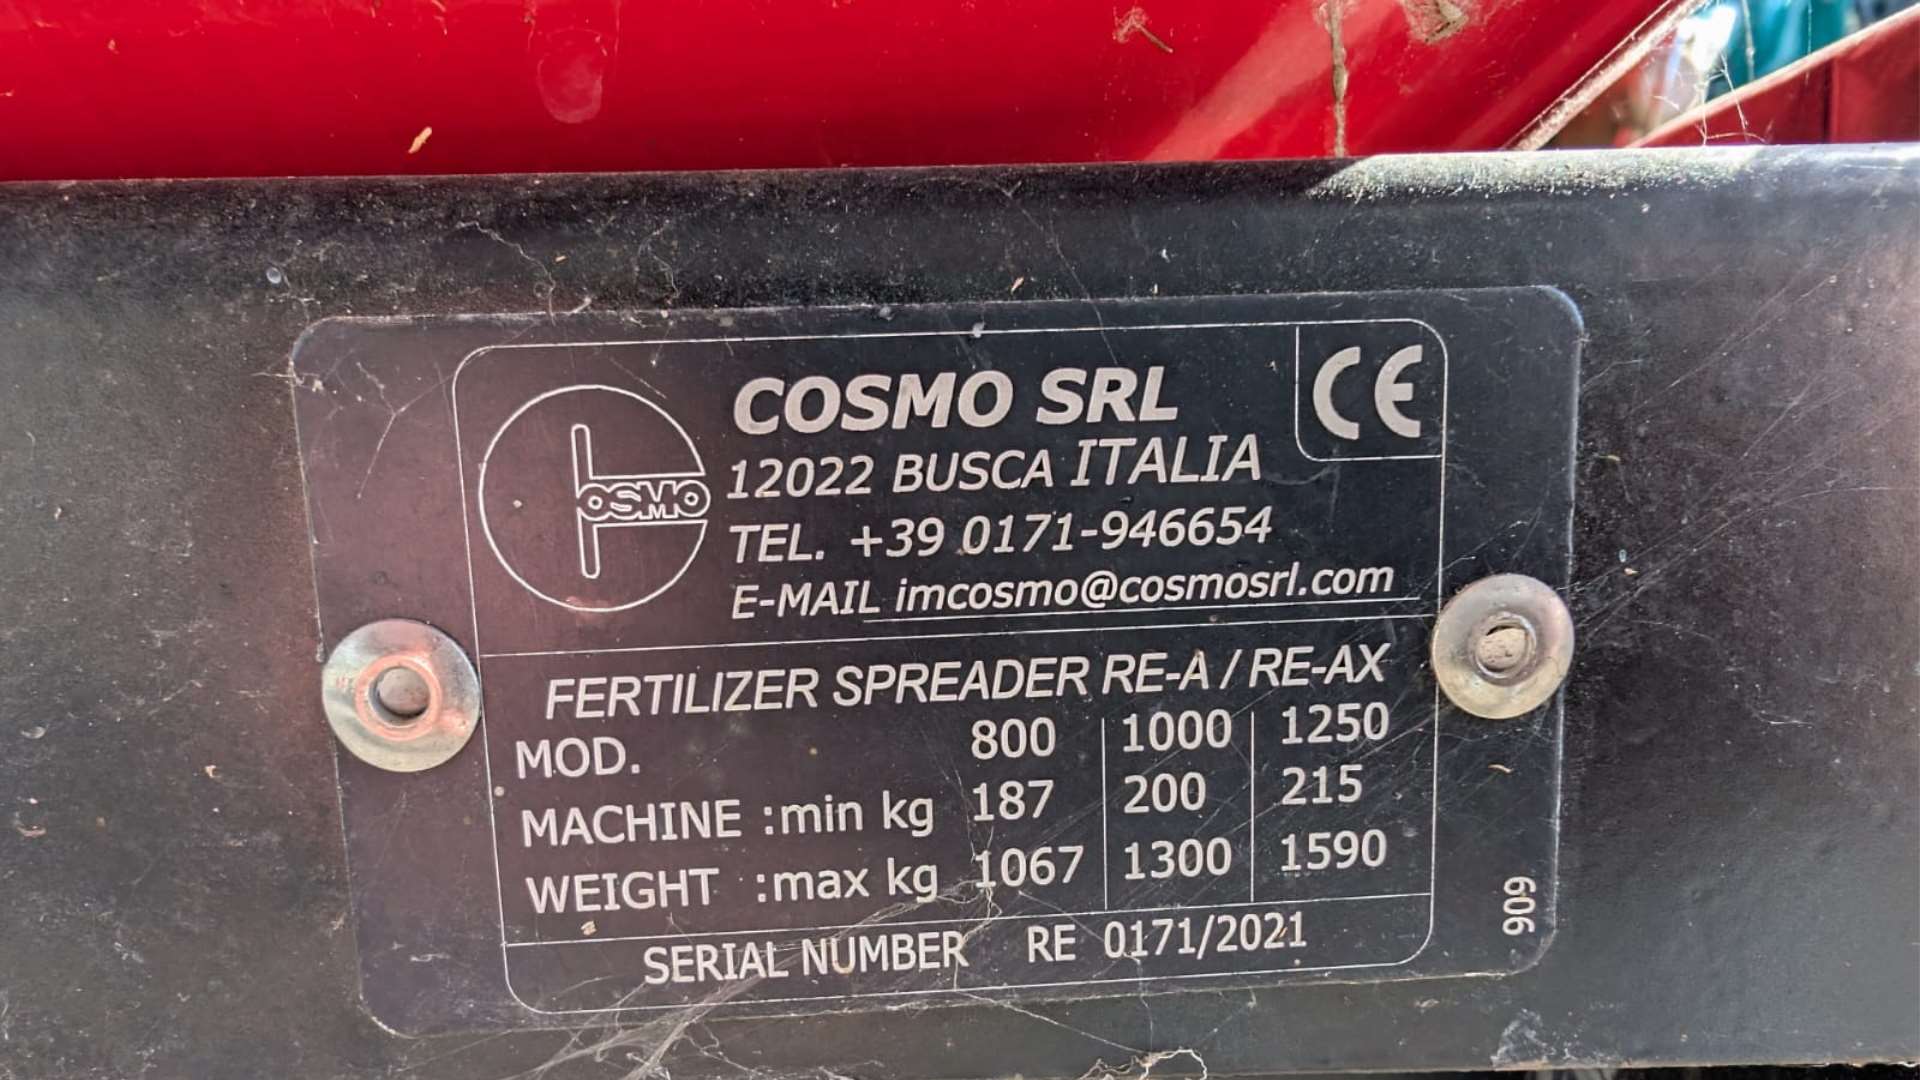 COSMO SRL
CE
12022 BUSCA ITALIA
OSMO
TEL. +39 0171-946654
E-MAIL imcosmo@cosmosrl.com
FERTILIZER SPREADER RE-A / RE-AX
MOD. 800 1000 1250
MACHINE :min kg 187 200 215
WEIGHT :max kg 1067 1300 1590
SERIAL NUMBER RE 0171/2021
909